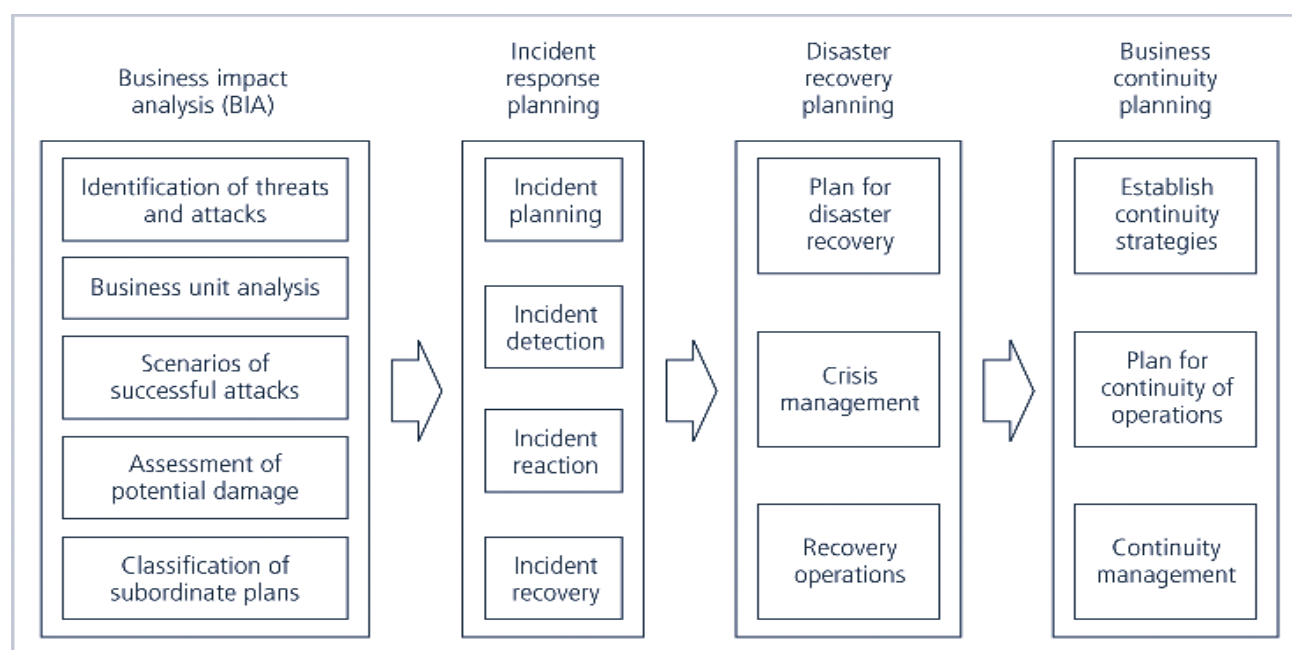 Business impact
analysis (BIA)
Identification of threats
and attacks
Business unit analysis
Scenarios of
successful attacks
Assessment of
potential damage
Classification of
subordinate plans
Incident
response
planning
Incident
planning
Incident
detection
Incident
reaction
Incident
recovery
Disaster
recovery
planning
Plan for
disaster
recovery
Crisis
management
Recovery
operations
Business
continuity
planning
Establish
continuity
strategies
Plan for
continuity of
operations
Continuity
management